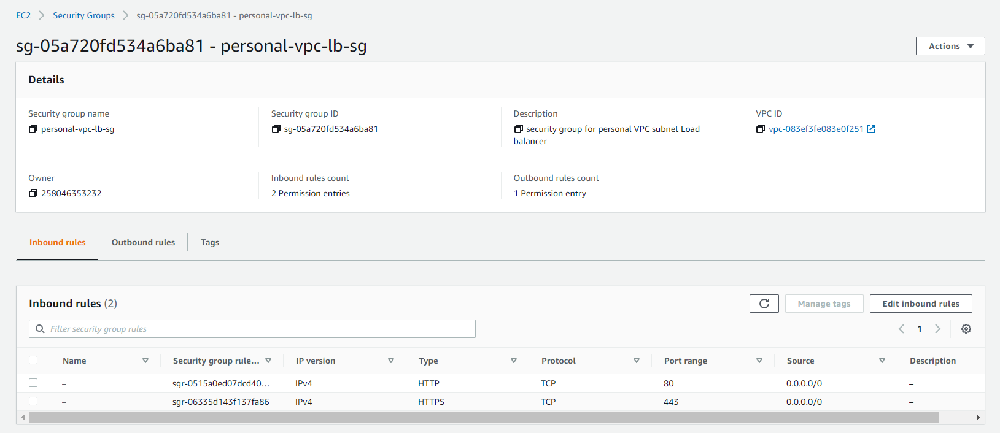 EC2 > Security Groups > sg-05a720fd534a6ba81 - personal-vpc-lb-sg
sg-05a720fd534a6ba81 - personal-vpc-lb-sg
Actions
Details
Security group name
personal-vpc-lb-sg
Security group ID
sg-05a720fd534a6ba81
Description
security group for personal VPC subnet Load
balancer
VPC ID
vpc-083ef3fe083e0f251
Owner
258046353232
Inbound rules count
2 Permission entries
Outbound rules count
1 Permission entry
Inbound rules Outbound rules Tags
Inbound rules (2)
Manage tags
Edit inbound rules
Filter security group rules
1
Name Security group rule... IP version Type Protocol Port range Source Description
– sgr-0515a0ed07dcd40... IPv4 HTTP TCP 80 0.0.0.0/0 –
– sgr-06335d143f137fa86 IPv4 HTTPS TCP 443 0.0.0.0/0 –